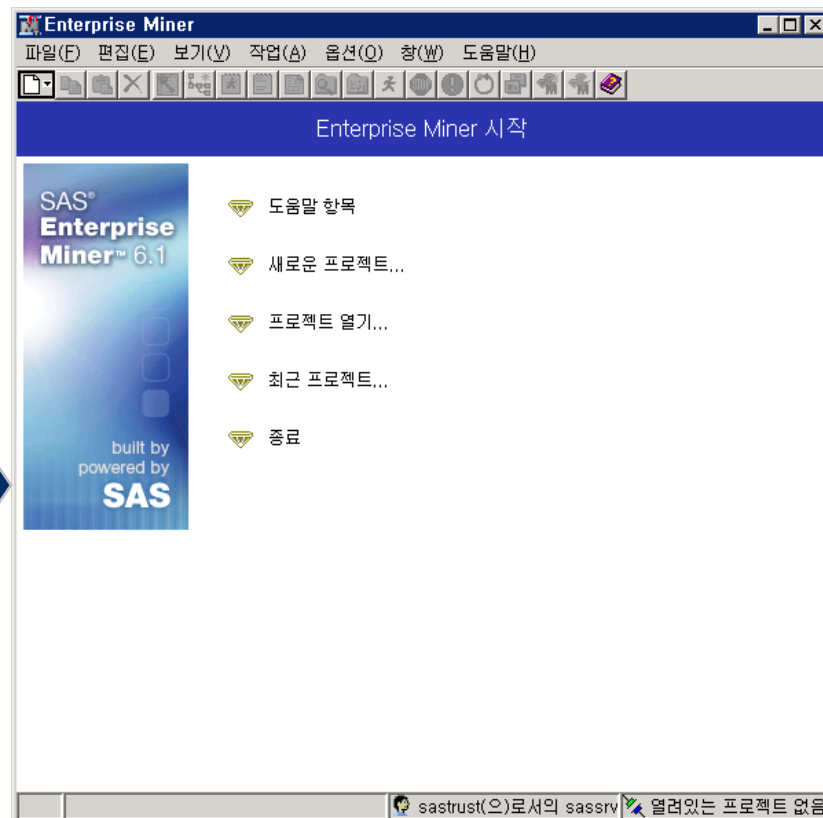 Enterprise Miner
파일(F) 편집(E) 보기(V) 작업(A) 옵션(O) 창(W) 도움말(H)
Enterprise Miner 시작
SAS®
Enterprise
Miner™ 6.1
built by
powered by
SAS
도움말 항목
새로운 프로젝트...
프로젝트 열기...
최근 프로젝트...
종료
sastrust(으)로서의 sassrv 열려있는 프로젝트 없음